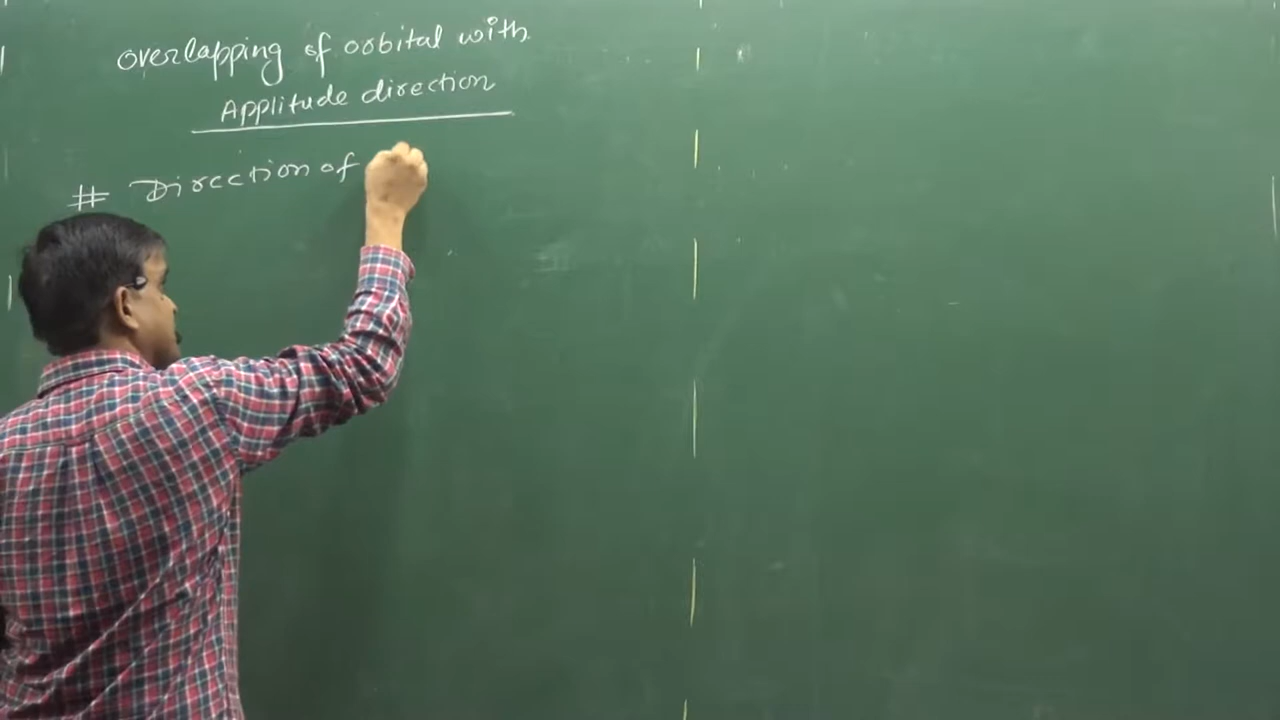 overlapping of orbital with
Applitude direction
# Direction of